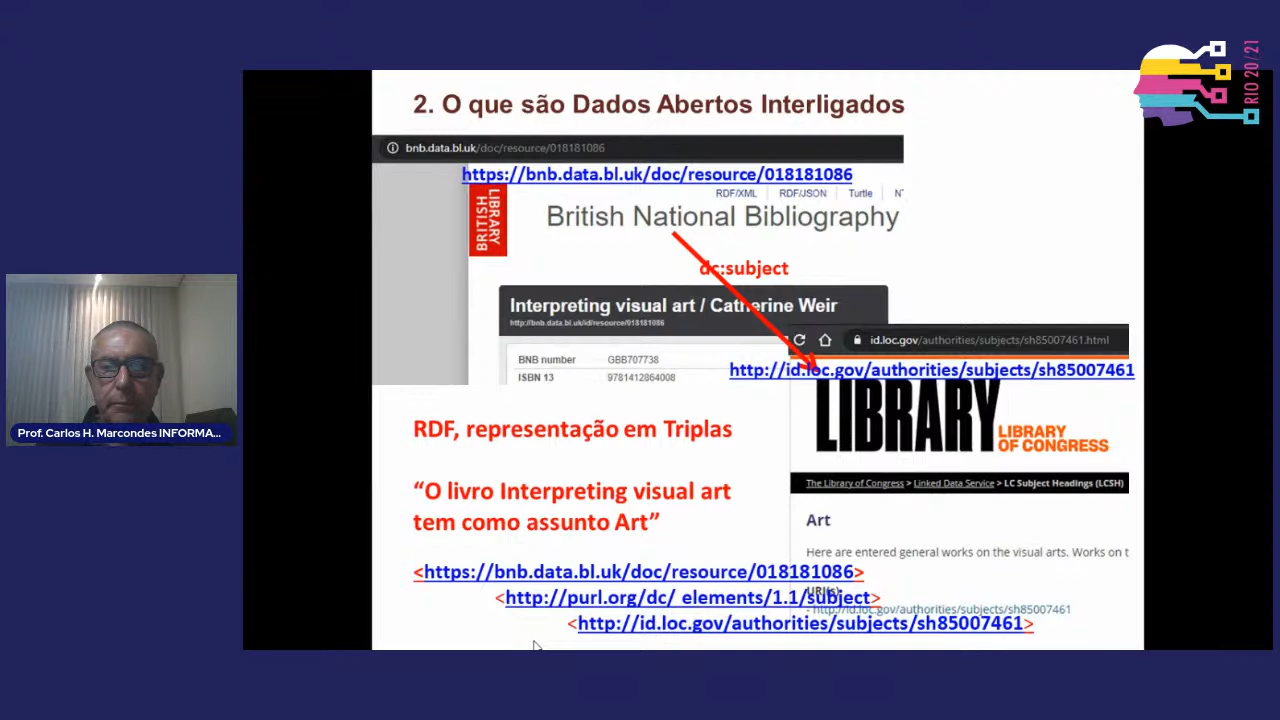 RIO 20/21
2. O que são Dados Abertos Interligados
bnb.data.bl.uk/doc/resource/018181086
https://bnb.data.bl.uk/doc/resource/018181086
RDF/XML RDF/JSON Turtle
LIBRARY
BRITISH
British National Bibliography
dc:subject
Interpreting visual art / Catherine Weir
http://bnb.data.bl.uk/id/resource/018181086
BNB number GBB707738
ISBN 13 9781412864008
id.loc.gov/authorities/subjects/sh85007461.html
http://id.loc.gov/authorities/subjects/sh85007461
LIBRARY
LIBRARY
OF CONGRESS
The Library of Congress > Linked Data Service > LC Subject Headings (LCSH)
Art
Here are entered general works on the visual arts. Works on t
URI(s)
- http://id.loc.gov/authorities/subjects/sh85007461
RDF, representação em Triplas
“O livro Interpreting visual art
tem como assunto Art”
<https://bnb.data.bl.uk/doc/resource/018181086>
<http://purl.org/dc/ elements/1.1/subject>
<http://id.loc.gov/authorities/subjects/sh85007461>
Prof. Carlos H. Marcondes INFORMA...